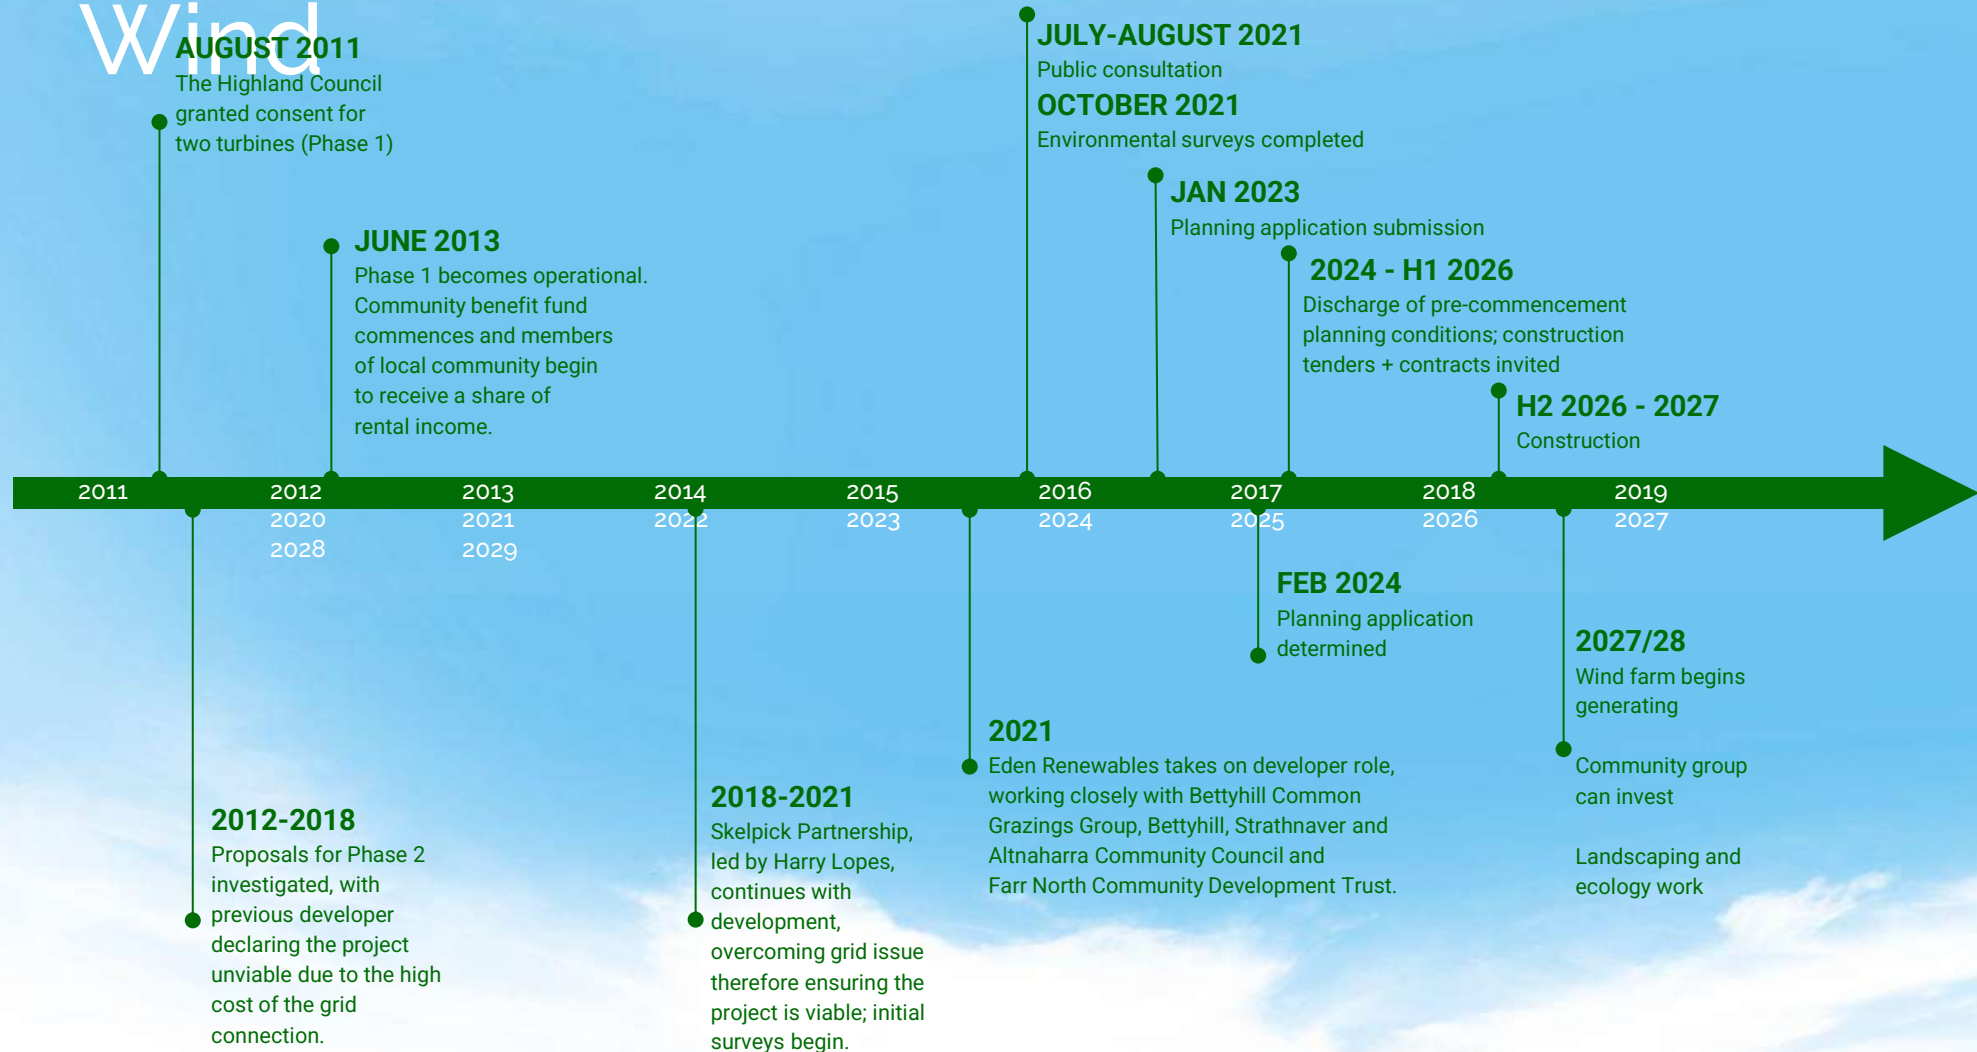 Wind
AUGUST 2011
The Highland Council
granted consent for
two turbines (Phase 1)
JUNE 2013
Phase 1 becomes operational.
Community benefit fund
commences and members
of local community begin
to receive a share of
rental income.
JULY-AUGUST 2021
Public consultation
OCTOBER 2021
Environmental surveys completed
JAN 2023
Planning application submission
2024 - H1 2026
Discharge of pre-commencement
planning conditions; construction
tenders + contracts invited
H2 2026 - 2027
Construction
2011 2012 2013 2014 2015 2016 2017 2018 2019
2020 2021 2022 2023 2024 2025 2026 2027
2028 2029
2012-2018
Proposals for Phase 2
investigated, with
previous developer
declaring the project
unviable due to the high
cost of the grid
connection.
2018-2021
Skelpick Partnership,
led by Harry Lopes,
continues with
development,
overcoming grid issue
therefore ensuring the
project is viable; initial
surveys begin.
2021
Eden Renewables takes on developer role,
working closely with Bettyhill Common
Grazings Group, Bettyhill, Strathnaver and
Altnaharra Community Council and
Farr North Community Development Trust.
FEB 2024
Planning application
determined
2027/28
Wind farm begins
generating
Community group
can invest
Landscaping and
ecology work